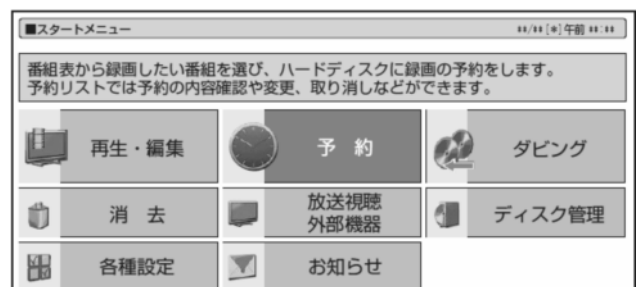 ■スタートメニュー
**/** [*] 午前 **:**
番組表から録画したい番組を選び、ハードディスクに録画の予約をします。
予約リストでは予約の内容確認や変更、取り消しなどができます。
再生・編集
予 約
ダビング
消 去
放送視聴
外部機器
ディスク管理
各種設定
お知らせ